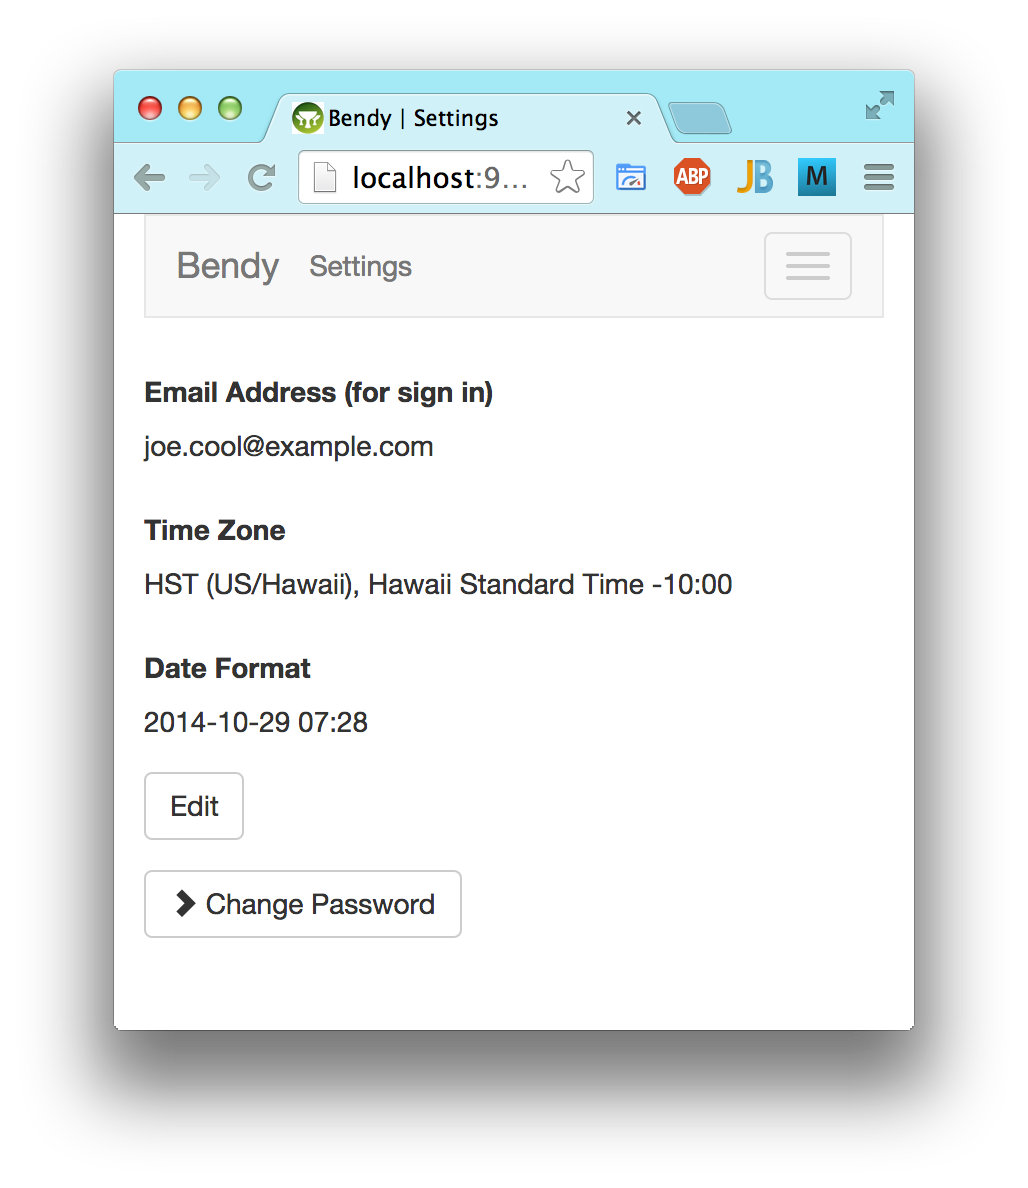 Bendy | Settings
localhost:9...
ABP
JB
M
Bendy Settings
Email Address (for sign in)
joe.cool@example.com
Time Zone
HST (US/Hawaii), Hawaii Standard Time -10:00
Date Format
2014-10-29 07:28
Edit
Change Password